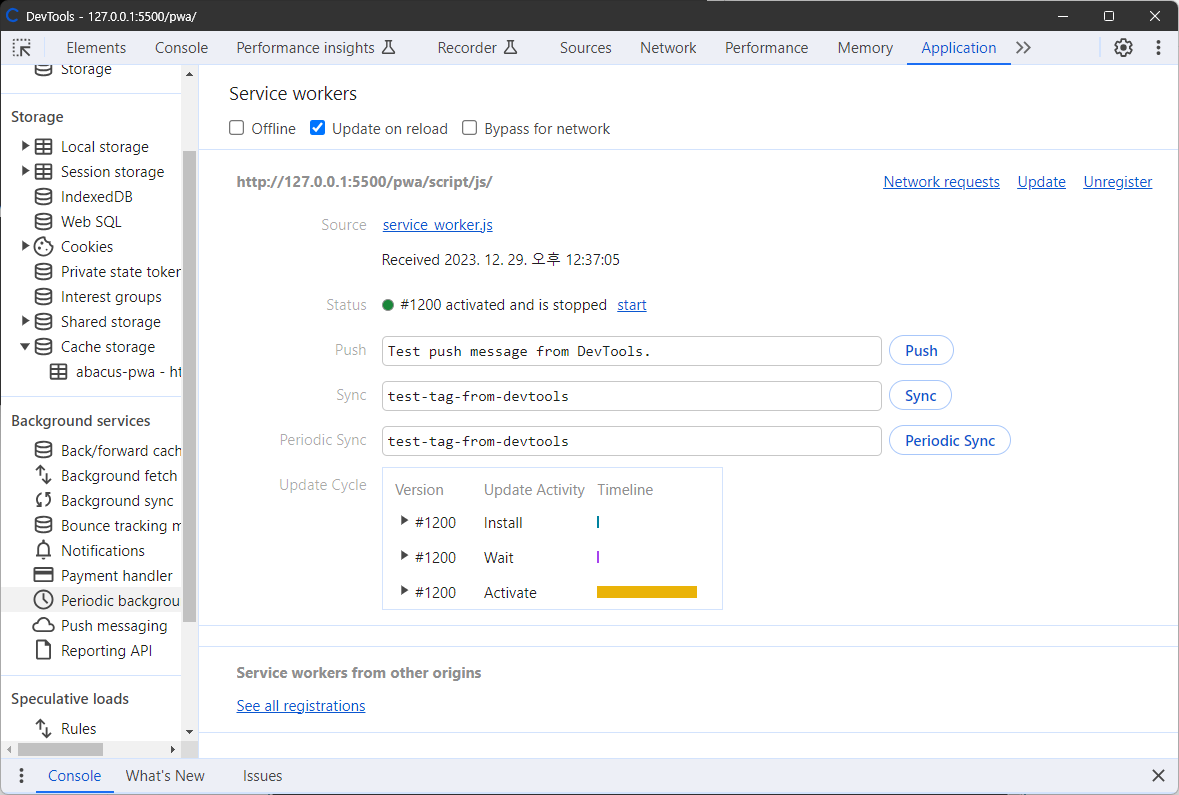 DevTools - 127.0.0.1:5500/pwa/
Elements Console Performance insights Recorder Sources Network Performance Memory Application
Storage
Storage
Local storage
Session storage
IndexedDB
Web SQL
Cookies
Private state token
Interest groups
Shared storage
Cache storage
abacus-pwa - ht
Background services
Back/forward cach
Background fetch
Background sync
Bounce tracking m
Notifications
Payment handler
Periodic backgrou
Push messaging
Reporting API
Speculative loads
Rules
Service workers
Offline Update on reload Bypass for network
http://127.0.0.1:5500/pwa/script/js/ Network requests Update Unregister
Source service_worker.js
Received 2023. 12. 29. 오후 12:37:05
Status #1200 activated and is stopped start
Push Test push message from DevTools. Push
Sync test-tag-from-devtools Sync
Periodic Sync test-tag-from-devtools Periodic Sync
Update Cycle Version Update Activity Timeline
#1200 Install
#1200 Wait
#1200 Activate
Service workers from other origins
See all registrations
Console What's New Issues